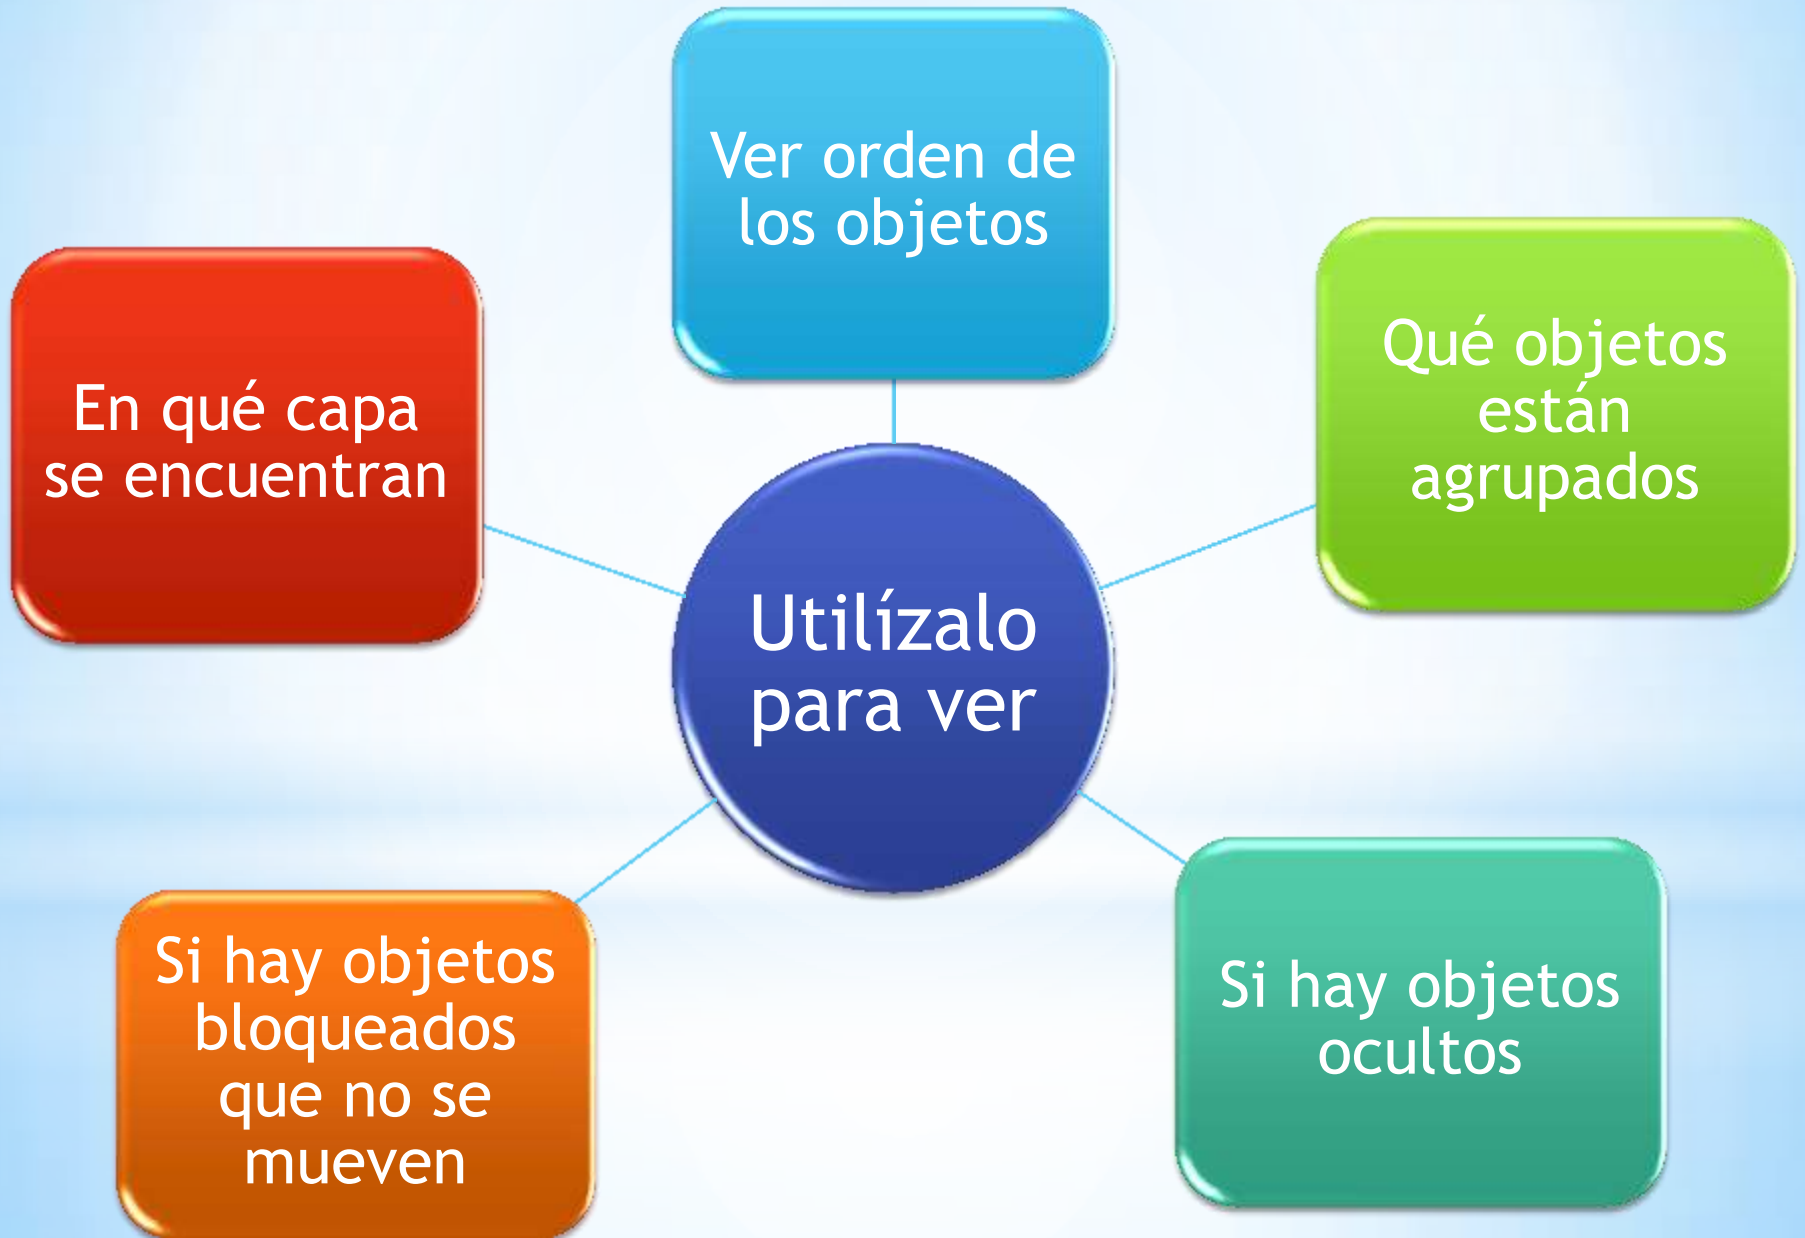 Ver orden de
los objetos
Qué objetos
están
agrupados
En qué capa
se encuentran
Utilízalo
para ver
Si hay objetos
bloqueados
que no se
mueven
Si hay objetos
ocultos